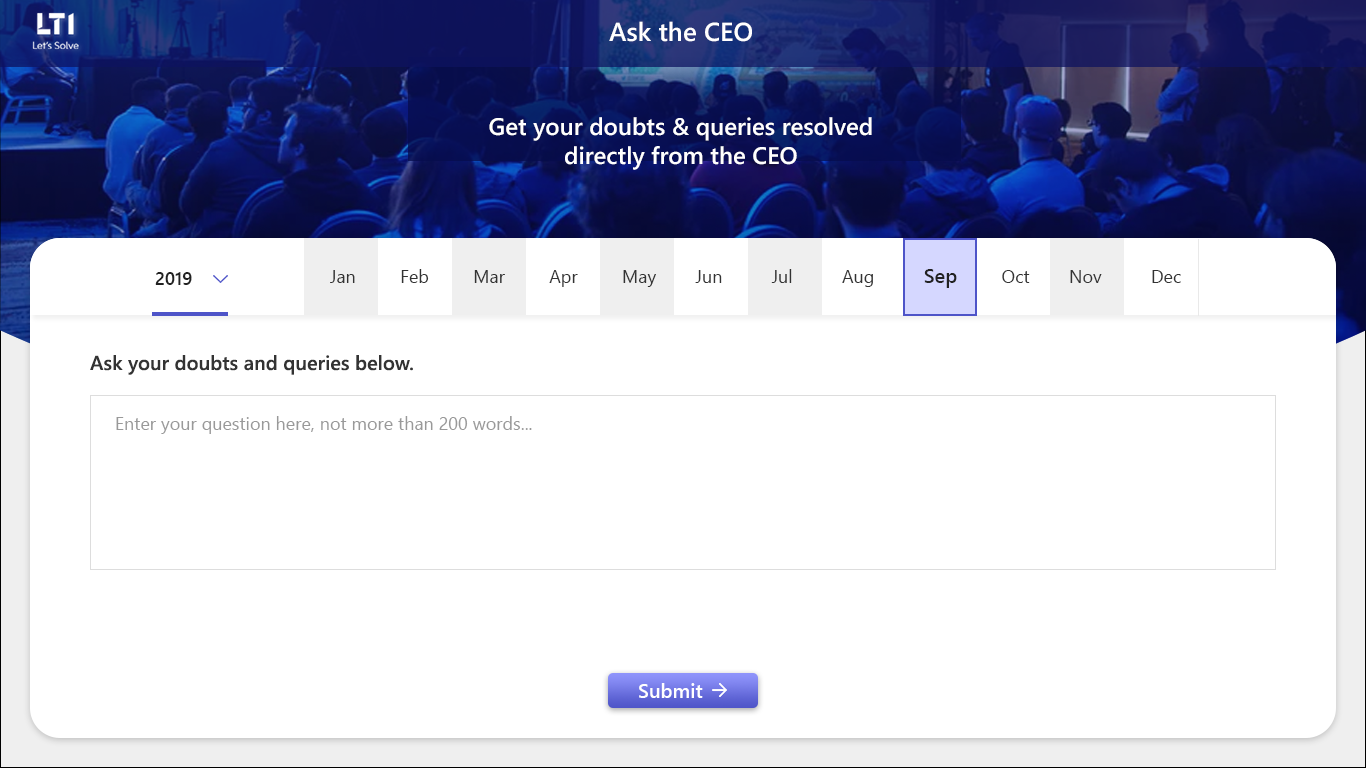 LTI
Let's Solve
Ask the CEO
Get your doubts & queries resolved
directly from the CEO
2019 Jan Feb Mar Apr May Jun Jul Aug Sep Oct Nov Dec
Ask your doubts and queries below.
Enter your question here, not more than 200 words...
Submit